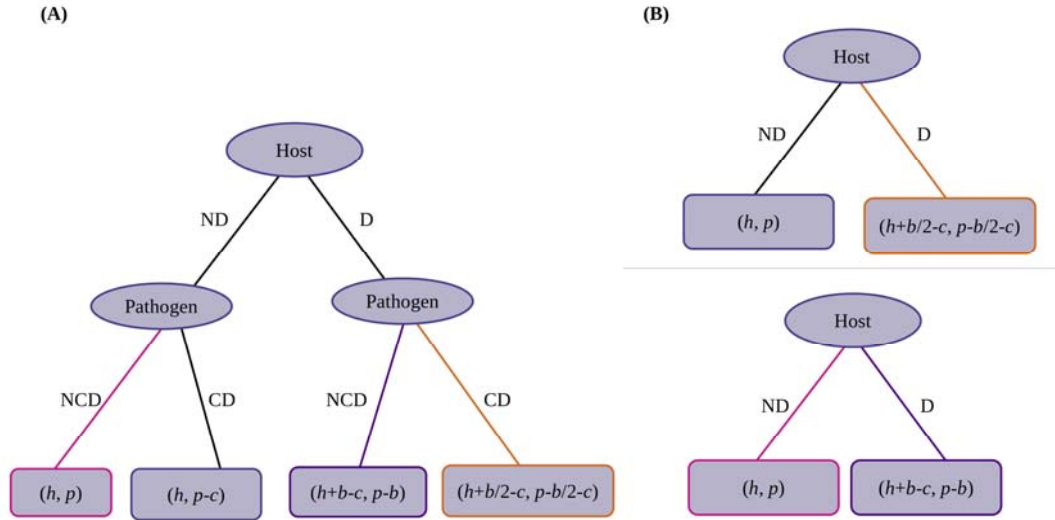 (A)
Host
ND
D
Pathogen
Pathogen
NCD
CD
NCD
CD
(h, p)
(h, p-c)
(h+b-c, p-b)
(h+b/2-c, p-b/2-c)
(B)
Host
ND
D
(h, p)
(h+b/2-c, p-b/2-c)
Host
ND
D
(h, p)
(h+b-c, p-b)